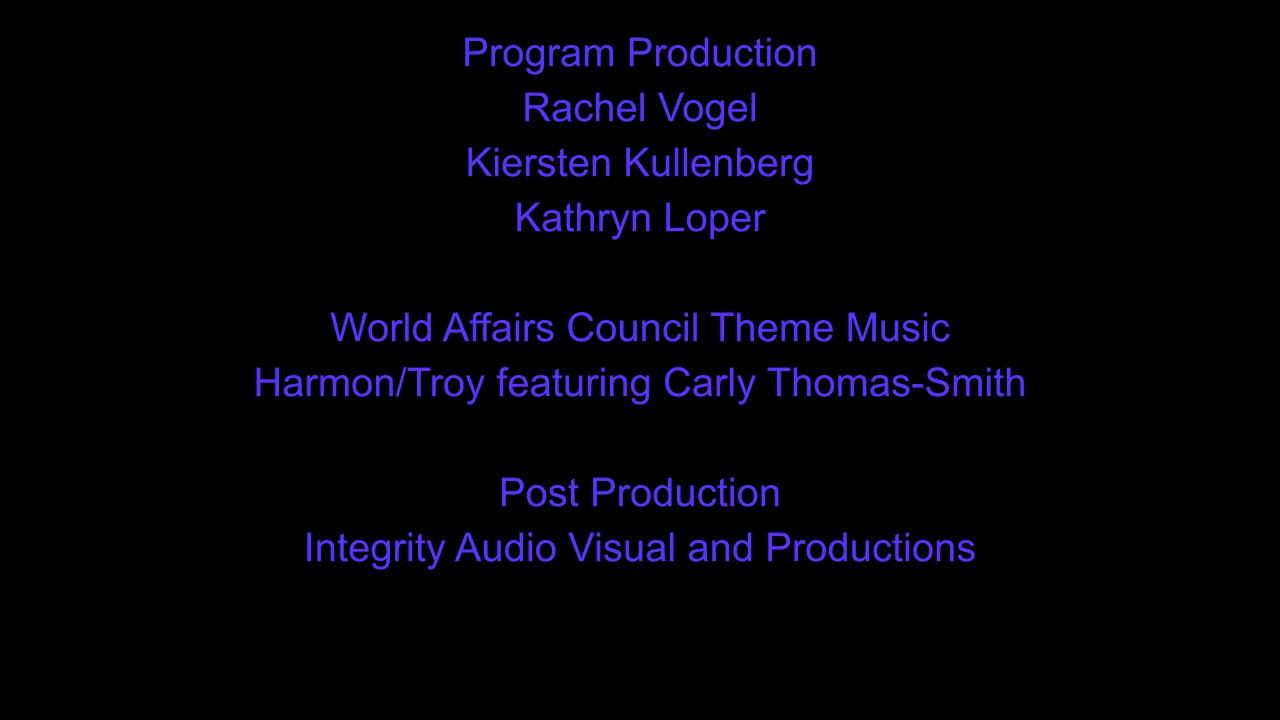 Program Production
Rachel Vogel
Kiersten Kullenberg
Kathryn Loper
World Affairs Council Theme Music
Harmon/Troy featuring Carly Thomas-Smith
Post Production
Integrity Audio Visual and Productions